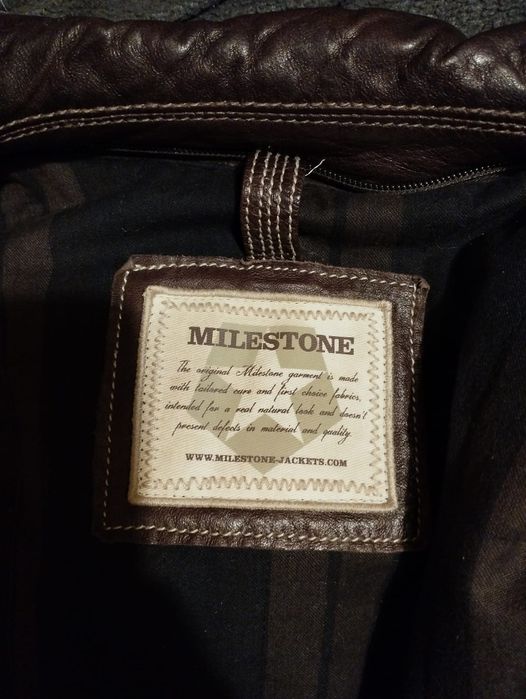 MILESTONE
The original Milestone garment is made
with tailored care and first choice fabrics,
intended for a real natural look and doesn't
present defects in material and quality.
WWW.MILESTONE-JACKETS.COM